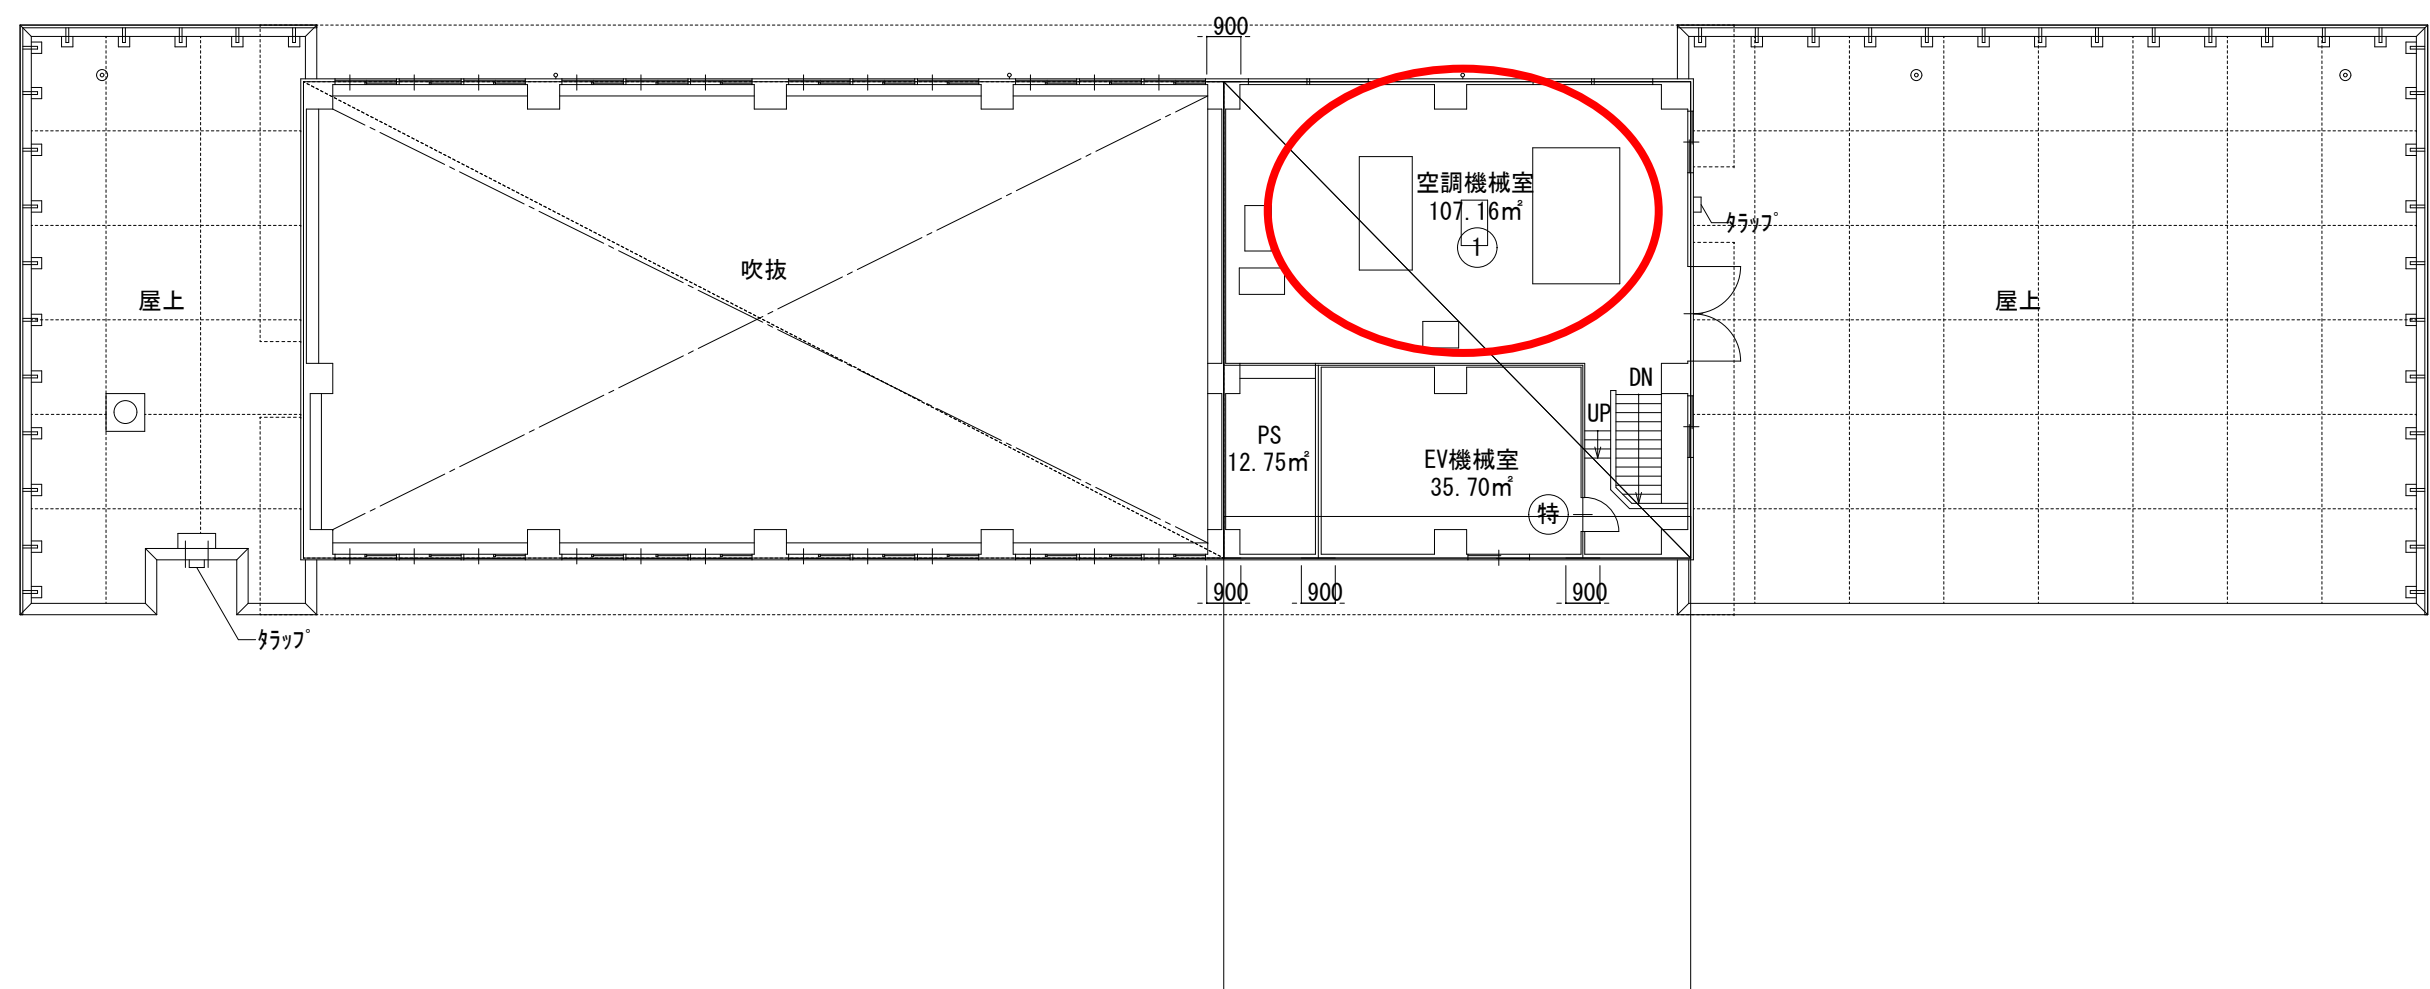 900
空調機械室
107.16㎡
1
ﾀﾗｯﾌﾟ
吹抜
屋上
屋上
DN
UP
PS
12.75㎡
EV機械室
35.70㎡
特
900
900
900
ﾀﾗｯﾌﾟ